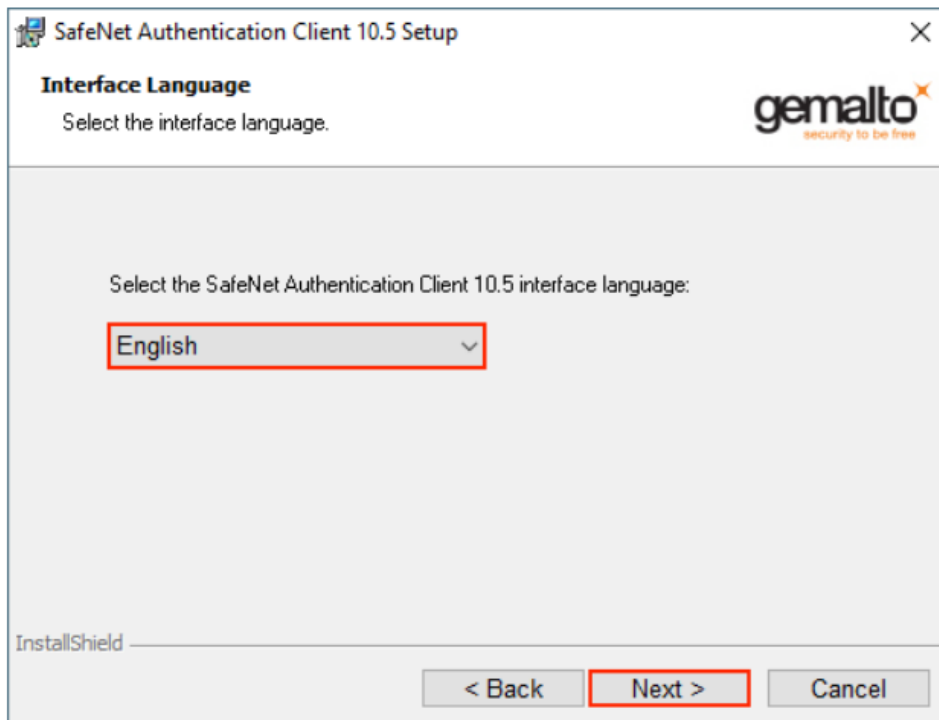 SafeNet Authentication Client 10.5 Setup
Interface Language
Select the interface language.
gemalto
security to be free
Select the SafeNet Authentication Client 10.5 interface language:
English
InstallShield
< Back
Next >
Cancel